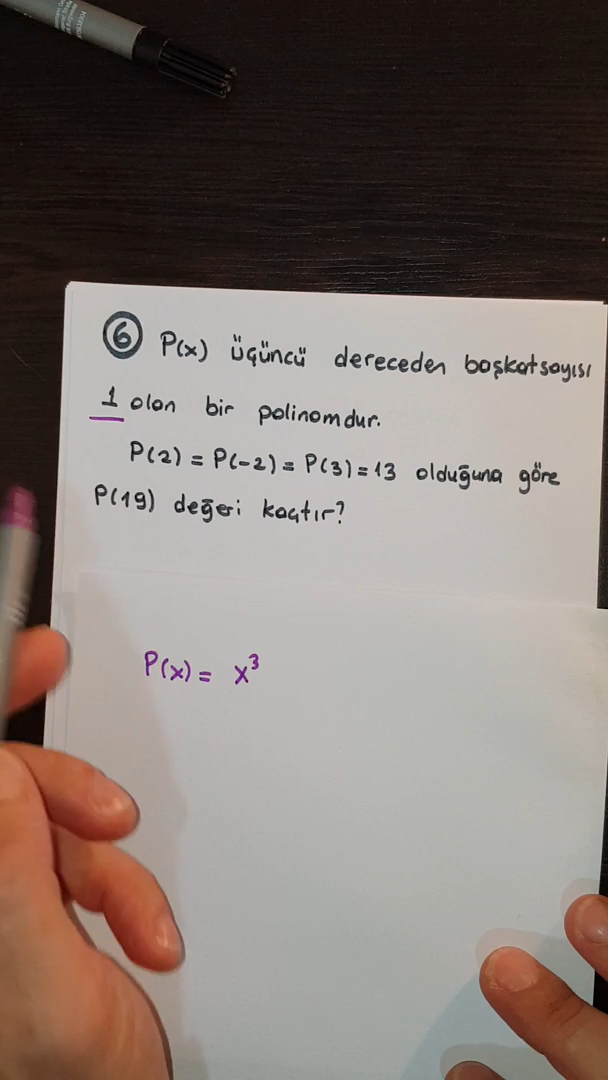 6 P(x) üçüncü dereceden başkatsayısı
1 olan bir polinomdur.
P(2) = P(-2) = P(3) = 13 olduğuna göre
P(19) değeri kaçtır?
P(x) = x³